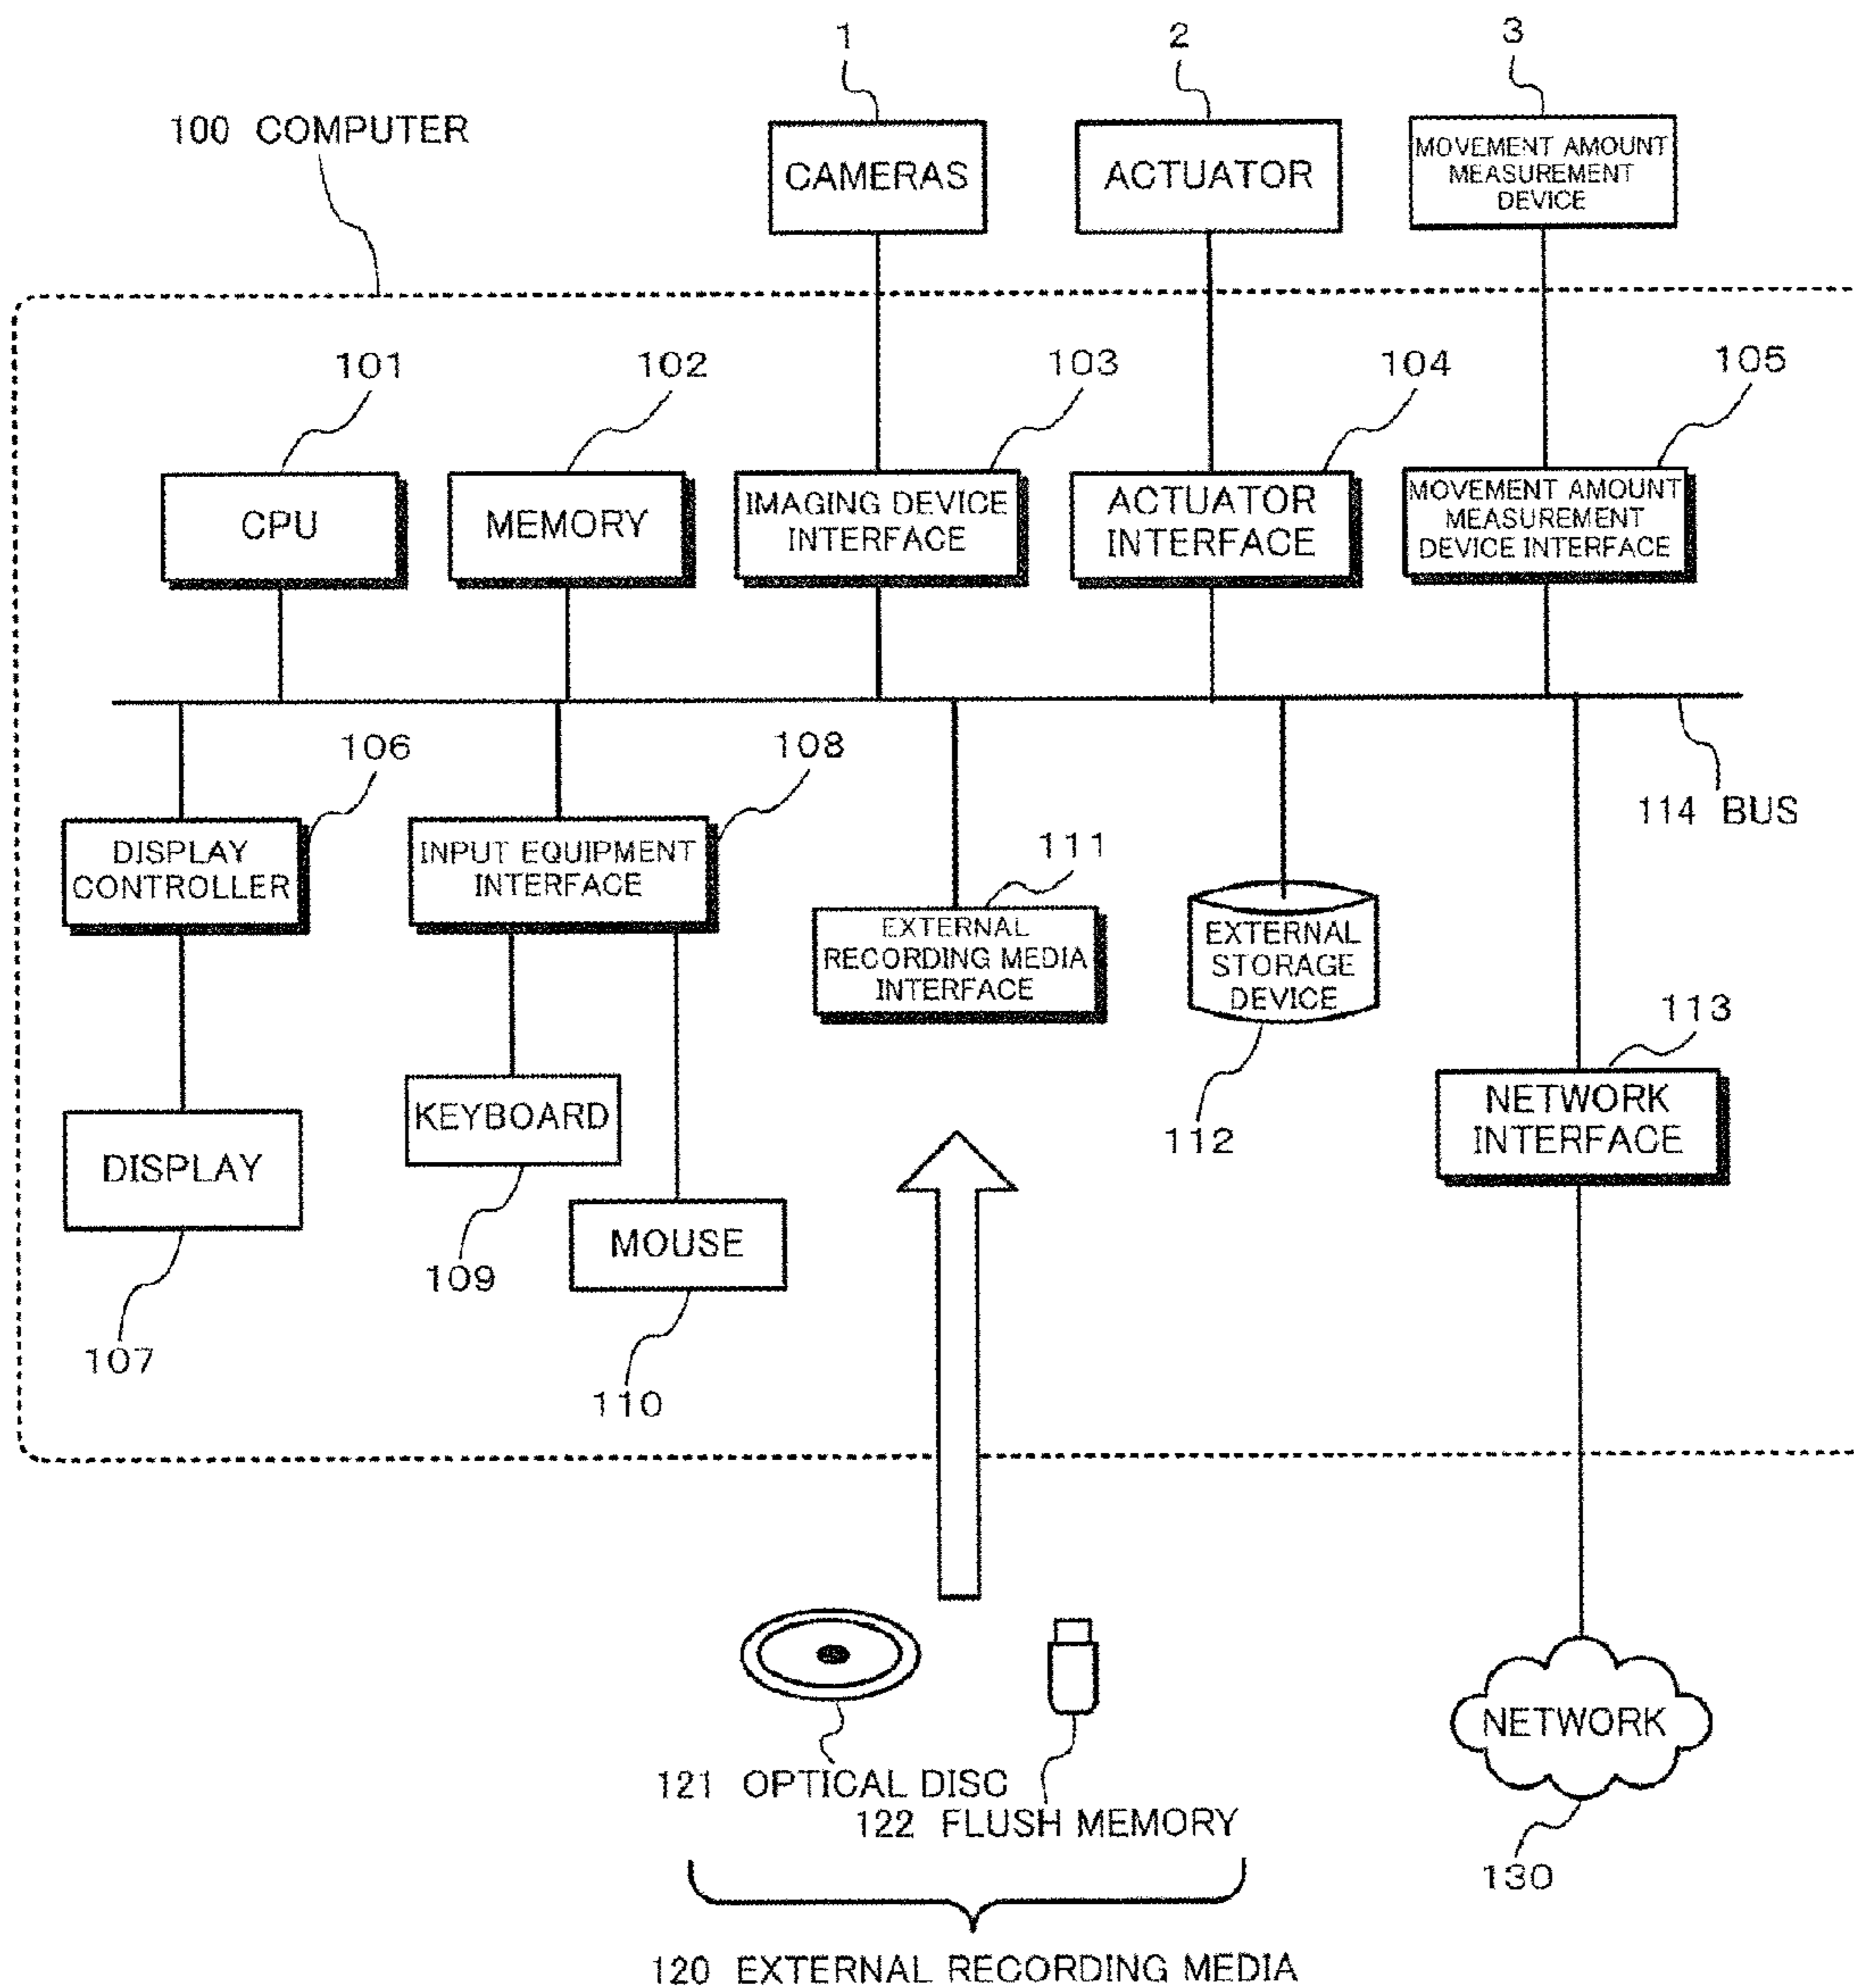 1
2
3
100 COMPUTER
CAMERAS
ACTUATOR
MOVEMENT AMOUNT
MEASUREMENT
DEVICE
101
102
103
104
105
CPU
MEMORY
IMAGING DEVICE
INTERFACE
ACTUATOR
INTERFACE
MOVEMENT AMOUNT
MEASUREMENT
DEVICE INTERFACE
106
108
114 BUS
DISPLAY
CONTROLLER
INPUT EQUIPMENT
INTERFACE
111
EXTERNAL
RECORDING MEDIA
INTERFACE
EXTERNAL
STORAGE
DEVICE
113
112
NETWORK
INTERFACE
KEYBOARD
DISPLAY
109
MOUSE
107
110
NETWORK
121 OPTICAL DISC
122 FLUSH MEMORY
130
120 EXTERNAL RECORDING MEDIA